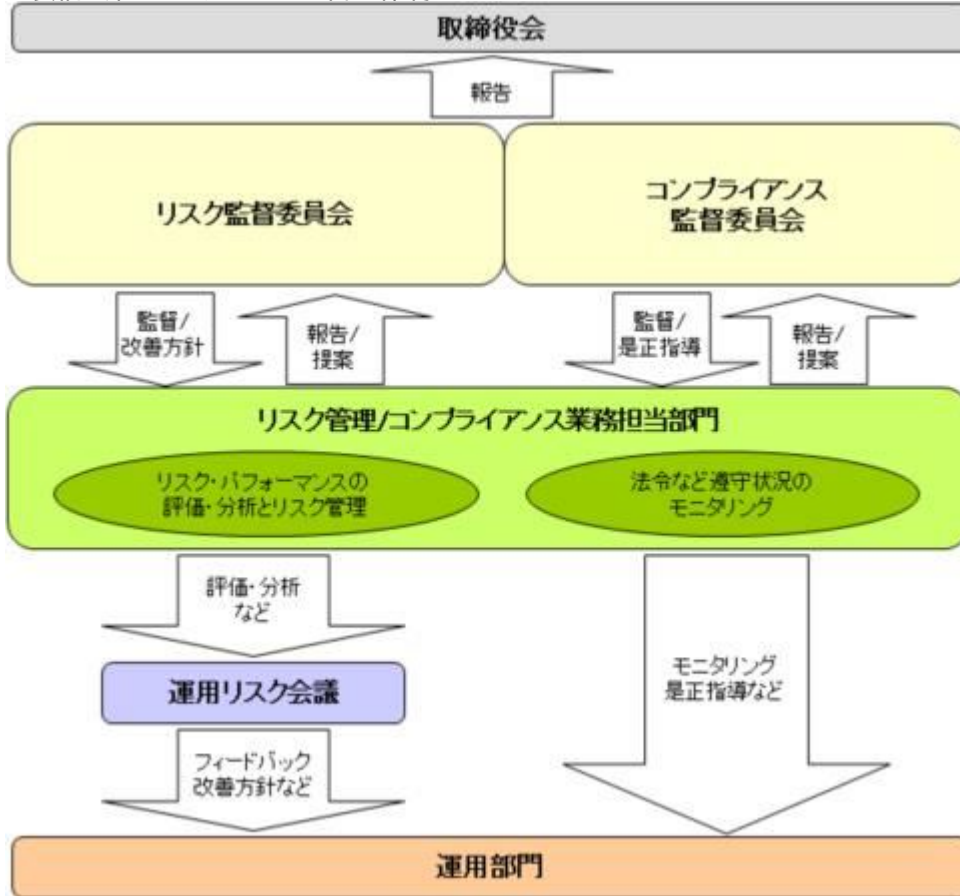 取締役会
報告
リスク監督委員会
コンプライアンス
監督委員会
監督/
改善方針
報告/
提案
監督/
是正指導
報告/
提案
リスク管理/コンプライアンス業務担当部門
リスク・パフォーマンスの
評価・分析とリスク管理
法令など遵守状況の
モニタリング
評価・分析
など
運用リスク会議
モニタリング
是正指導など
フィードバック
改善方針など
運用部門